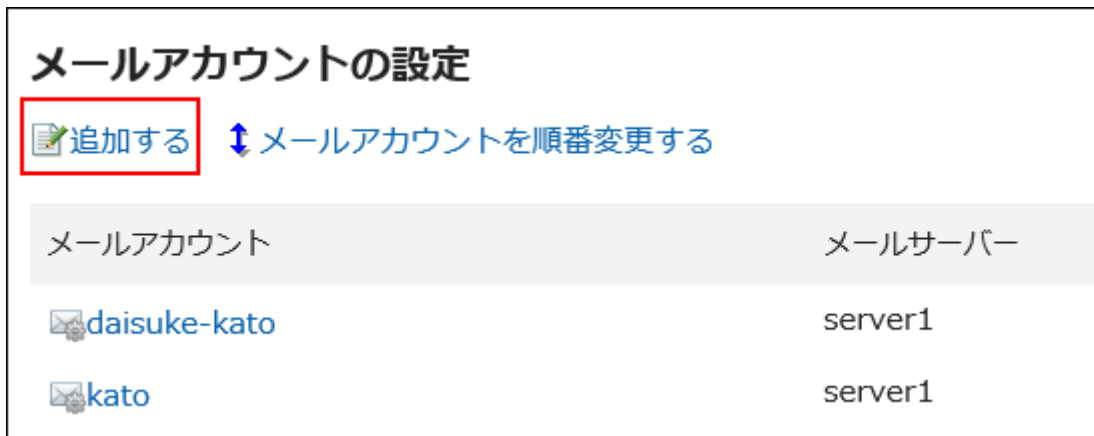 メールアカウントの設定
追加する メールアカウントを順番変更する
メールアカウント メールサーバー
daisuke-kato server1
kato server1